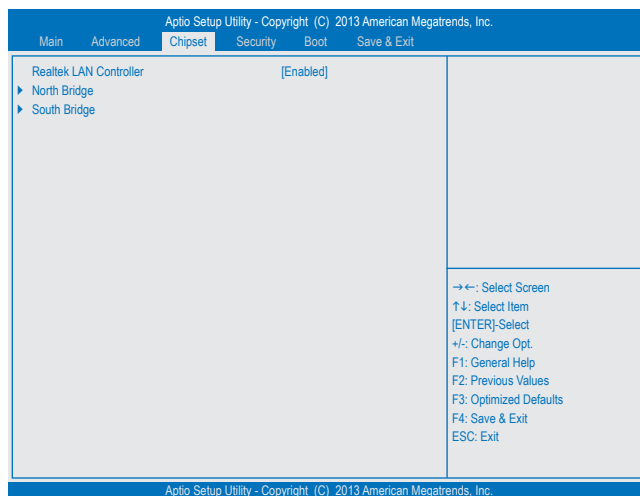 Aptio Setup Utility - Copyright (C) 2013 American Megatrends, Inc.
Main Advanced Chipset Security Boot Save & Exit
Realtek LAN Controller [Enabled]
North Bridge
South Bridge
→←: Select Screen
↑↓: Select Item
[ENTER]-Select
+/-: Change Opt.
F1: General Help
F2: Previous Values
F3: Optimized Defaults
F4: Save & Exit
ESC: Exit
Aptio Setup Utility - Copyright (C) 2013 American Megatrends, Inc.